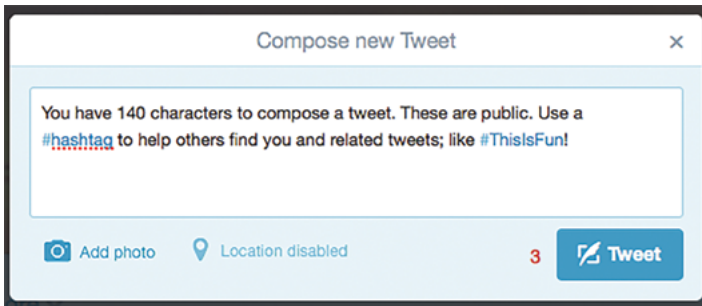 Compose new Tweet ×
You have 140 characters to compose a tweet. These are public. Use a
#hashtag to help others find you and related tweets; like #ThisIsFun!
Add photo Location disabled 3 Tweet